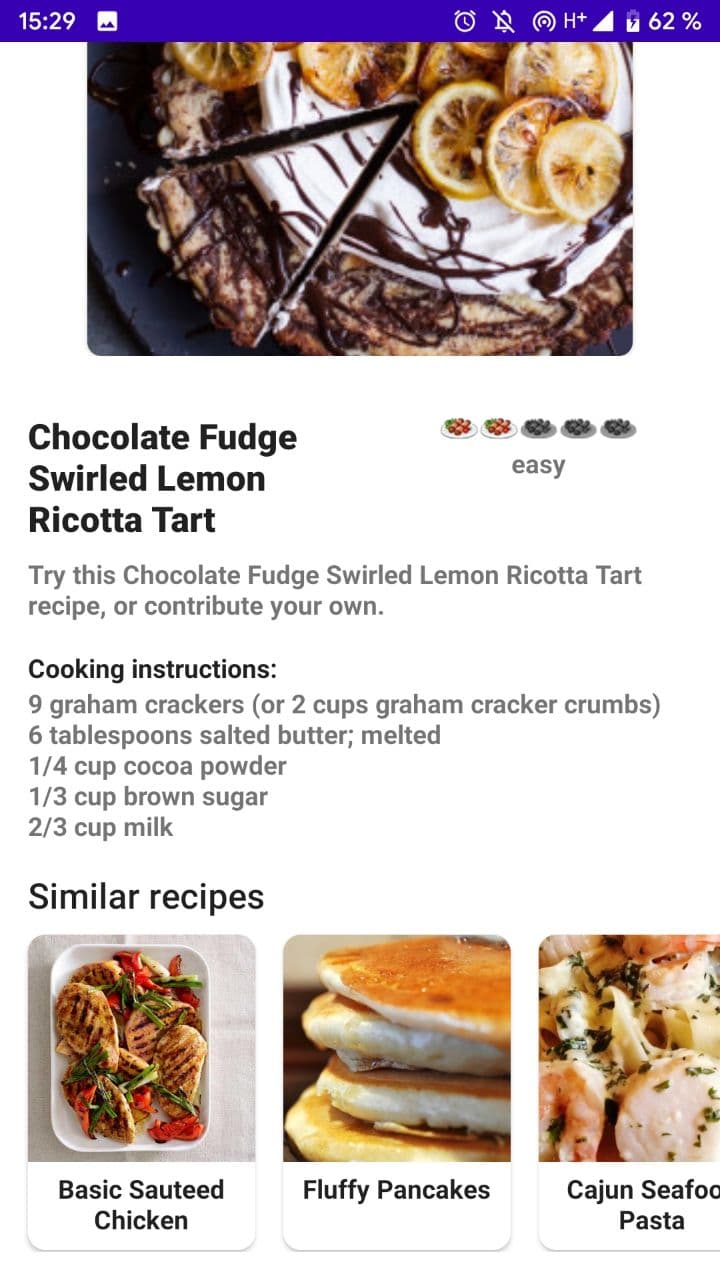 15:29 H+ 62 %
Chocolate Fudge
Swirled Lemon
Ricotta Tart
easy
Try this Chocolate Fudge Swirled Lemon Ricotta Tart
recipe, or contribute your own.
Cooking instructions:
9 graham crackers (or 2 cups graham cracker crumbs)
6 tablespoons salted butter; melted
1/4 cup cocoa powder
1/3 cup brown sugar
2/3 cup milk
Similar recipes
Basic Sauteed
Chicken
Fluffy Pancakes
Cajun Seafoo
Pasta